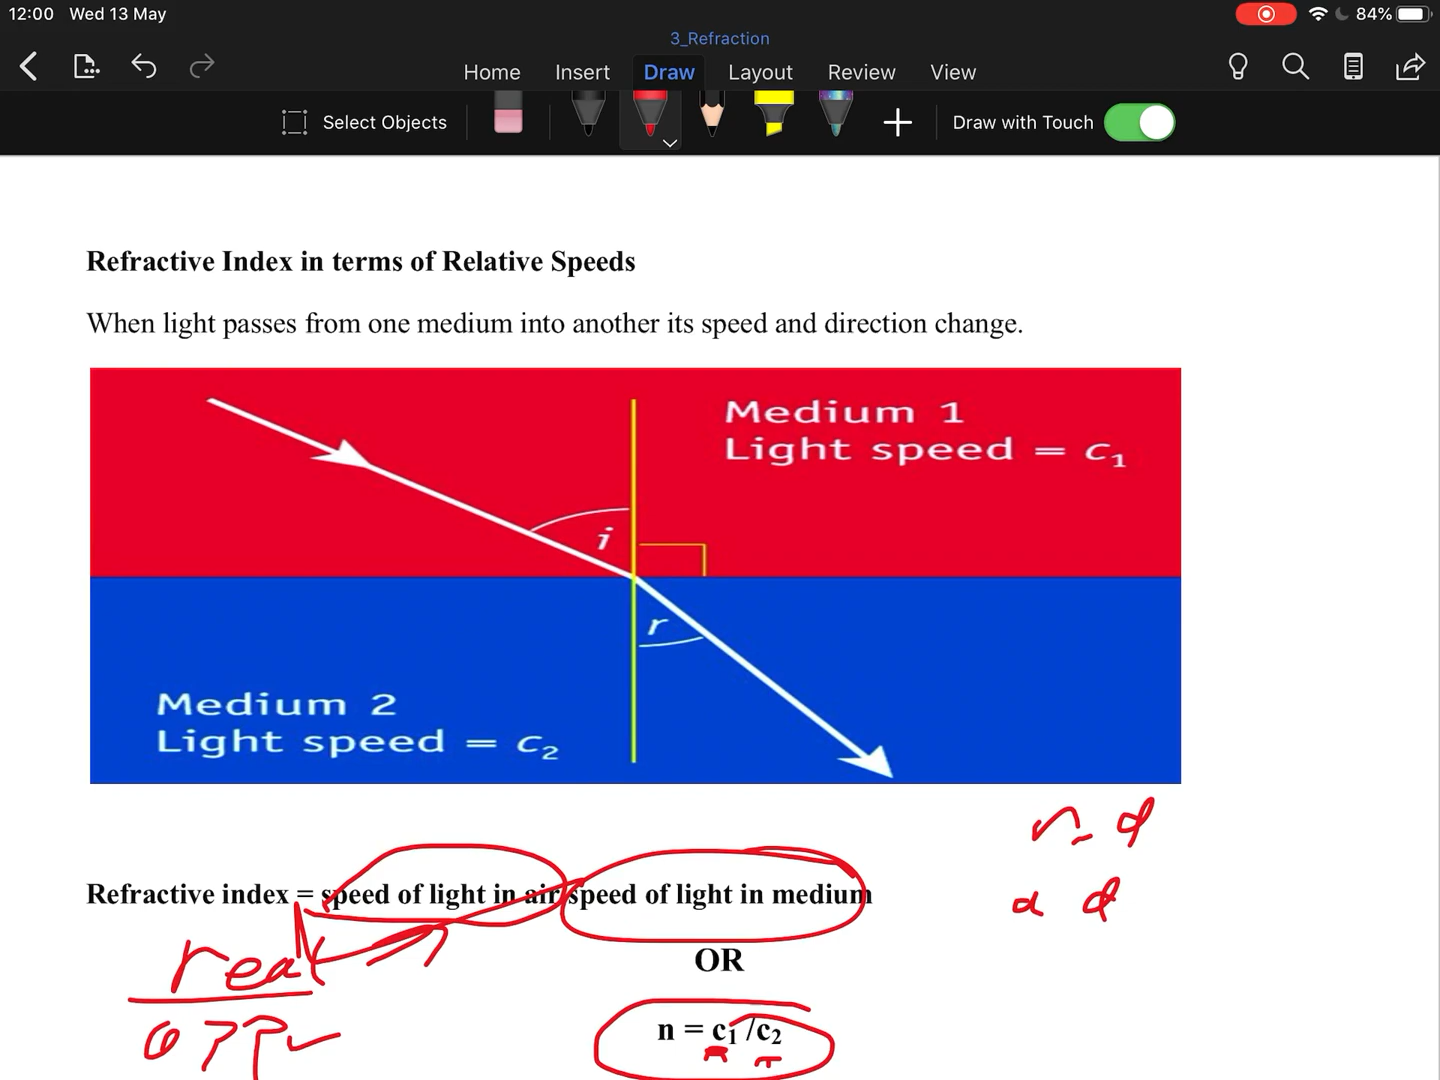 12:00 Wed 13 May 84%
3_Refraction
Home Insert Draw Layout Review View
Select Objects Draw with Touch
Refractive Index in terms of Relative Speeds
When light passes from one medium into another its speed and direction change.
Medium 1
Light speed = c₁
i
r
Medium 2
Light speed = c₂
Refractive index = speed of light in air/speed of light in medium
real
OR
n = c₁ /c₂